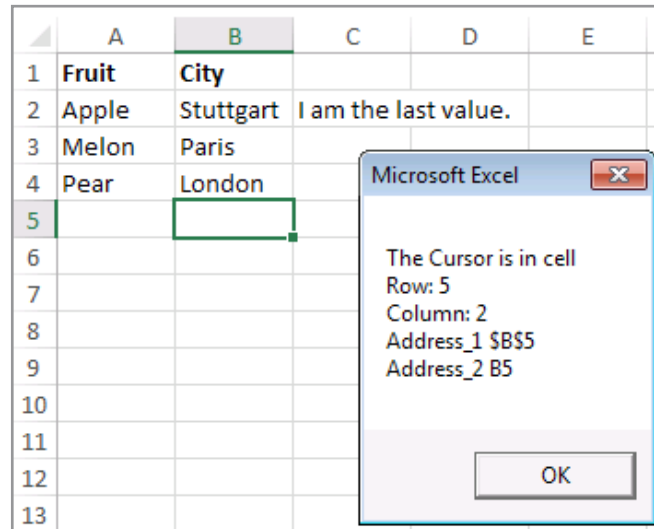 A B C D E
1 Fruit City
2 Apple Stuttgart I am the last value.
3 Melon Paris
4 Pear London
5
6
7
8
9
10
11
12
13
Microsoft Excel
The Cursor is in cell
Row: 5
Column: 2
Address_1 $B$5
Address_2 B5
OK